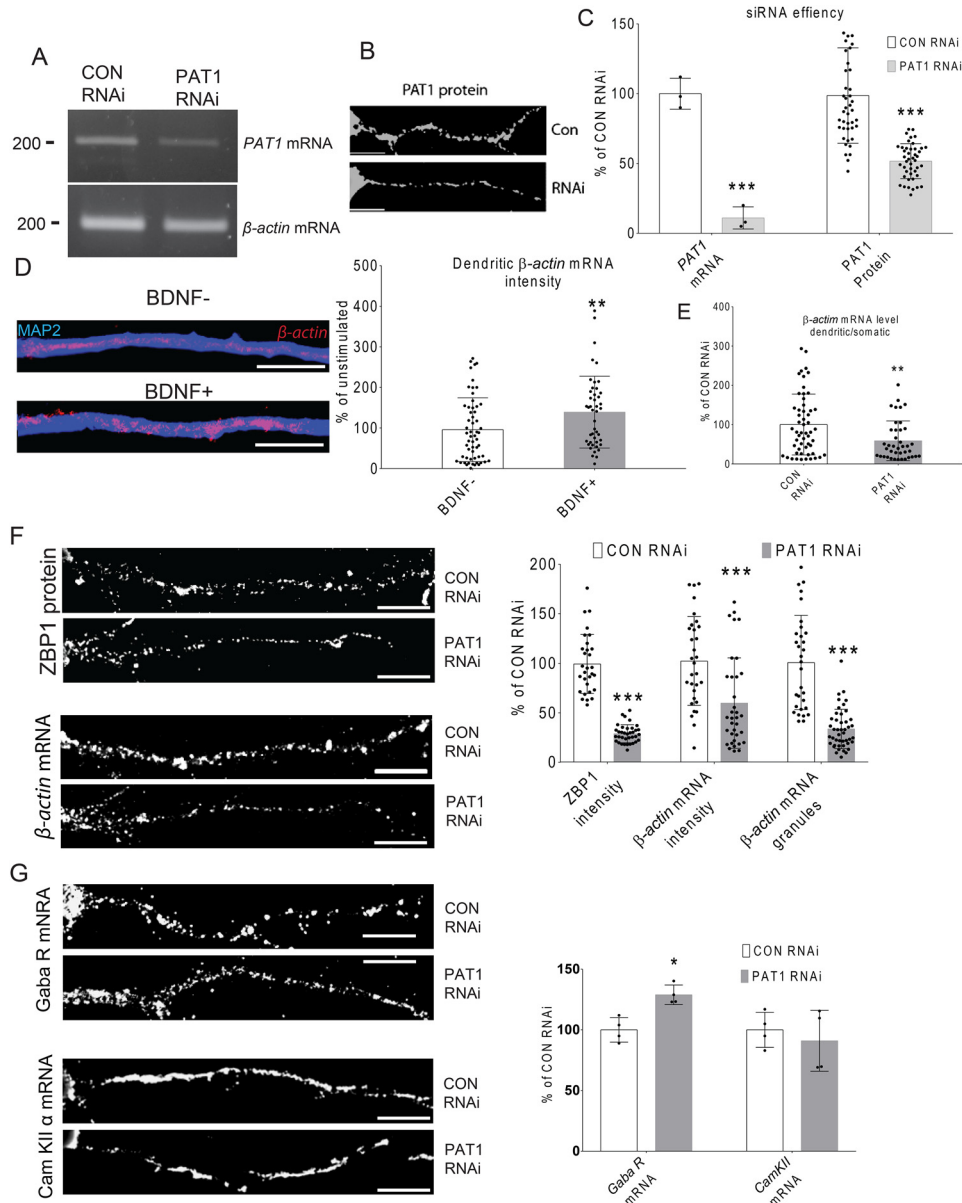 A
CON
RNAi
PAT1
RNAi
200 -
PAT1 mRNA
200 -
β-actin mRNA
B
PAT1 protein
Con
RNAi
C
siRNA effiency
CON RNAi
PAT1 RNAi
% of CON RNAi
150
100
50
0
***
***
PAT1
mRNA
PAT1
Protein
D
BDNF-
MAP2
β-actin
BDNF+
Dendritic β-actin mRNA
intensity
% of unstimulated
500
400
300
200
100
0
**
BDNF-
BDNF+
E
β-actim mRNA level
dendritic/somatic
% of CON RNAi
400
300
200
100
0
**
CON
RNAi
PAT1
RNAi
F
ZBP1 protein
CON
RNAi
PAT1
RNAi
β-actin mRNA
CON
RNAi
PAT1
RNAi
CON RNAi
PAT1 RNAi
% of CON RNAi
200
150
100
50
0
***
***
***
ZBP1
intensity
β-actin mRNA
intensity
β-actin mRNA
granules
G
Gaba R mNRA
CON
RNAi
PAT1
RNAi
Cam KII α mRNA
CON
RNAi
PAT1
RNAi
CON RNAi
PAT1 RNAi
% of CON RNAi
150
100
50
0
*
Gaba R
mRNA
CamKII
mRNA